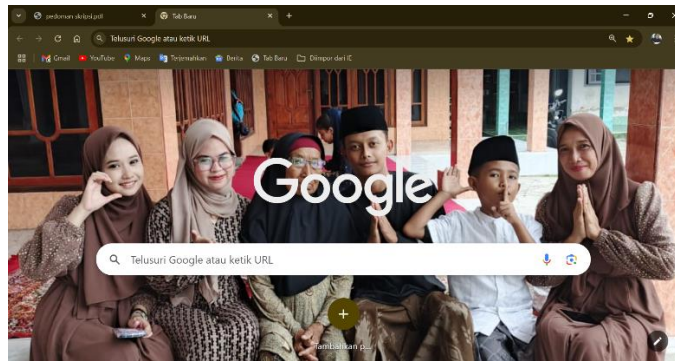 pedoman skripsi.pdf
Tab Baru
Telusuri Google atau ketik URL
Gmail
YouTube
Maps
Terjemahkan
Berita
Tab Baru
Diimpor dari IE
Google
Telusuri Google atau ketik URL
Tambahkan p...